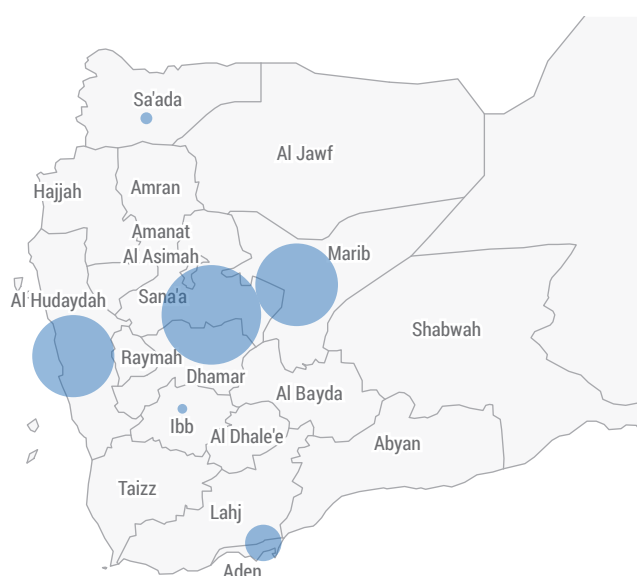 Sa'ada
Al Jawf
Hajjah
Amran
Amanat
Al Asimah
Marib
Sana'a
Al Hudaydah
Shabwah
Raymah
Dhamar
Al Bayda
Ibb
Al Dhale'e
Abyan
Taizz
Lahj
Aden